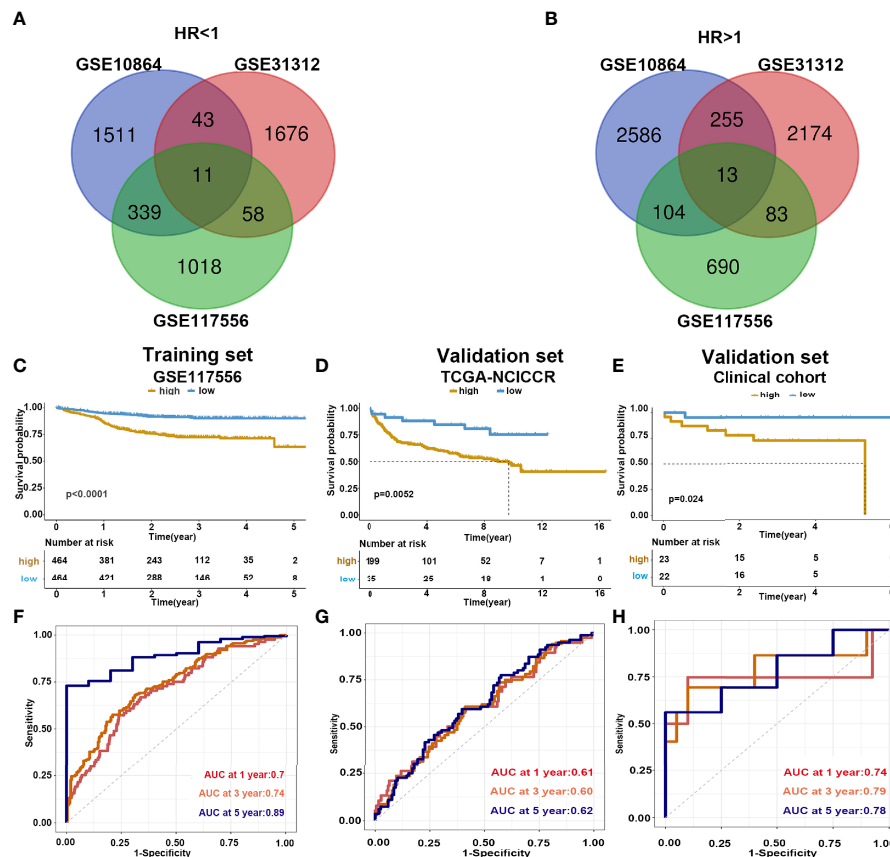 A
HR<1
GSE10864
GSE31312
1511
43
1676
11
339
58
1018
GSE117556
B
HR>1
GSE10864
GSE31312
2586
255
2174
13
104
83
690
GSE117556
C
Training set
GSE117556
high low
Survival probability
1.00
0.75
0.50
0.25
0.00
p<0.0001
0 1 2 3 4 5
Time(year)
Number at risk
high 464 381 243 112 35 2
low 464 421 288 146 52 8
0 1 2 3 4 5
Time(year)
D
Validation set
TCGA-NCICCR
high low
Survival probability
1.00
0.75
0.50
0.25
0.00
p=0.0052
0 4 8 12 16
Time(year)
Number at risk
high 199 101 52 7 1
low 35 25 18 1 0
0 4 8 12 16
Time(year)
E
Validation set
Clinical cohort
high low
Survival probability
1.00
0.75
0.50
0.25
0.00
p=0.024
0 2 4
Time(year)
Number at risk
high 23 15 5
low 22 16 5
0 2 4
Time(year)
F
Sensitivity
1.00
0.75
0.50
0.25
0.00
AUC at 1 year:0.7
AUC at 3 year:0.74
AUC at 5 year:0.89
0.00 0.25 0.50 0.75 1.00
1-Specificity
G
Sensitivity
1.00
0.75
0.50
0.25
0.00
AUC at 1 year:0.61
AUC at 3 year:0.60
AUC at 5 year:0.62
0.00 0.25 0.50 0.75 1.00
1-Specificity
H
Sensitivity
1.00
0.75
0.50
0.25
0.00
AUC at 1 year:0.74
AUC at 3 year:0.79
AUC at 5 year:0.78
0.00 0.25 0.50 0.75 1.00
1-Specificity